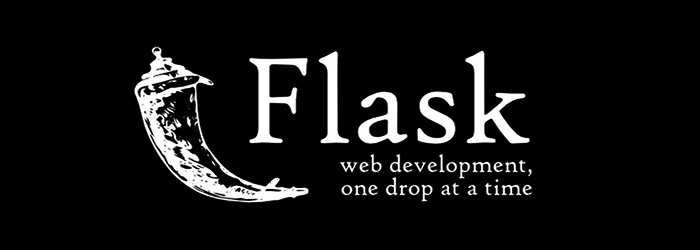 Flask
web development,
one drop at a time